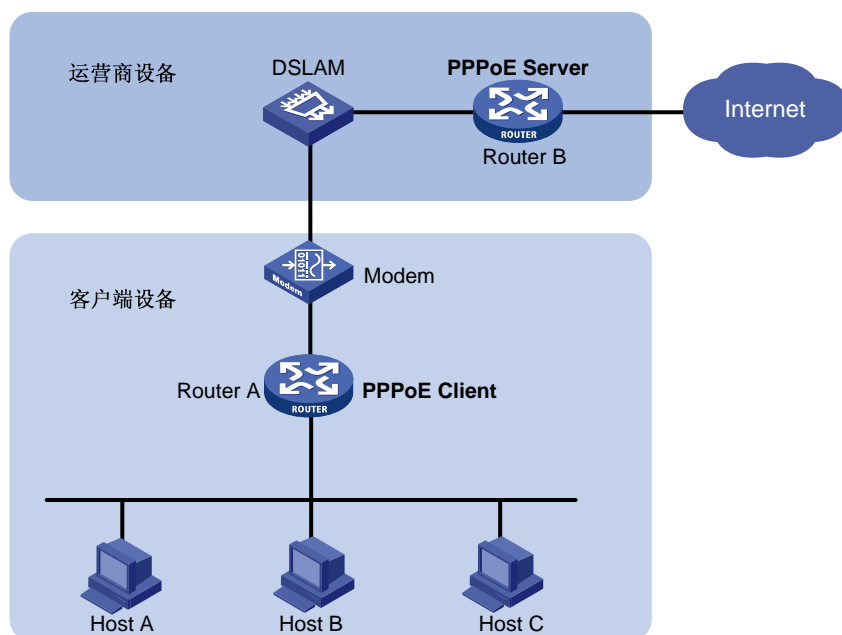 运营商设备
DSLAM
PPPoE Server
ROUTER
Router B
Internet
客户端设备
Modem
Modem
Router A
ROUTER
PPPoE Client
Host A
Host B
Host C